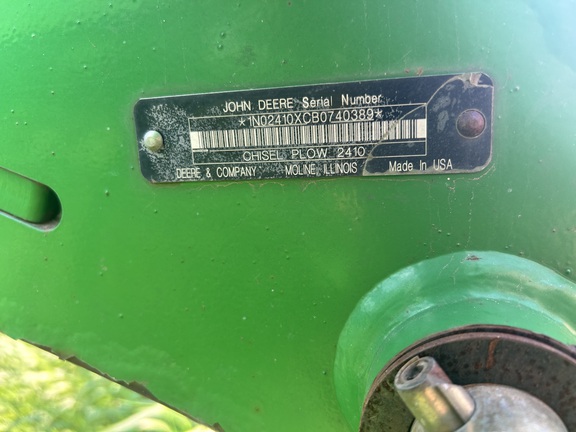 JOHN DEERE Serial Number
*1N02410XCB0740389*
CHISEL PLOW 2410
DEERE & COMPANY MOLINE, ILLINOIS Made In USA